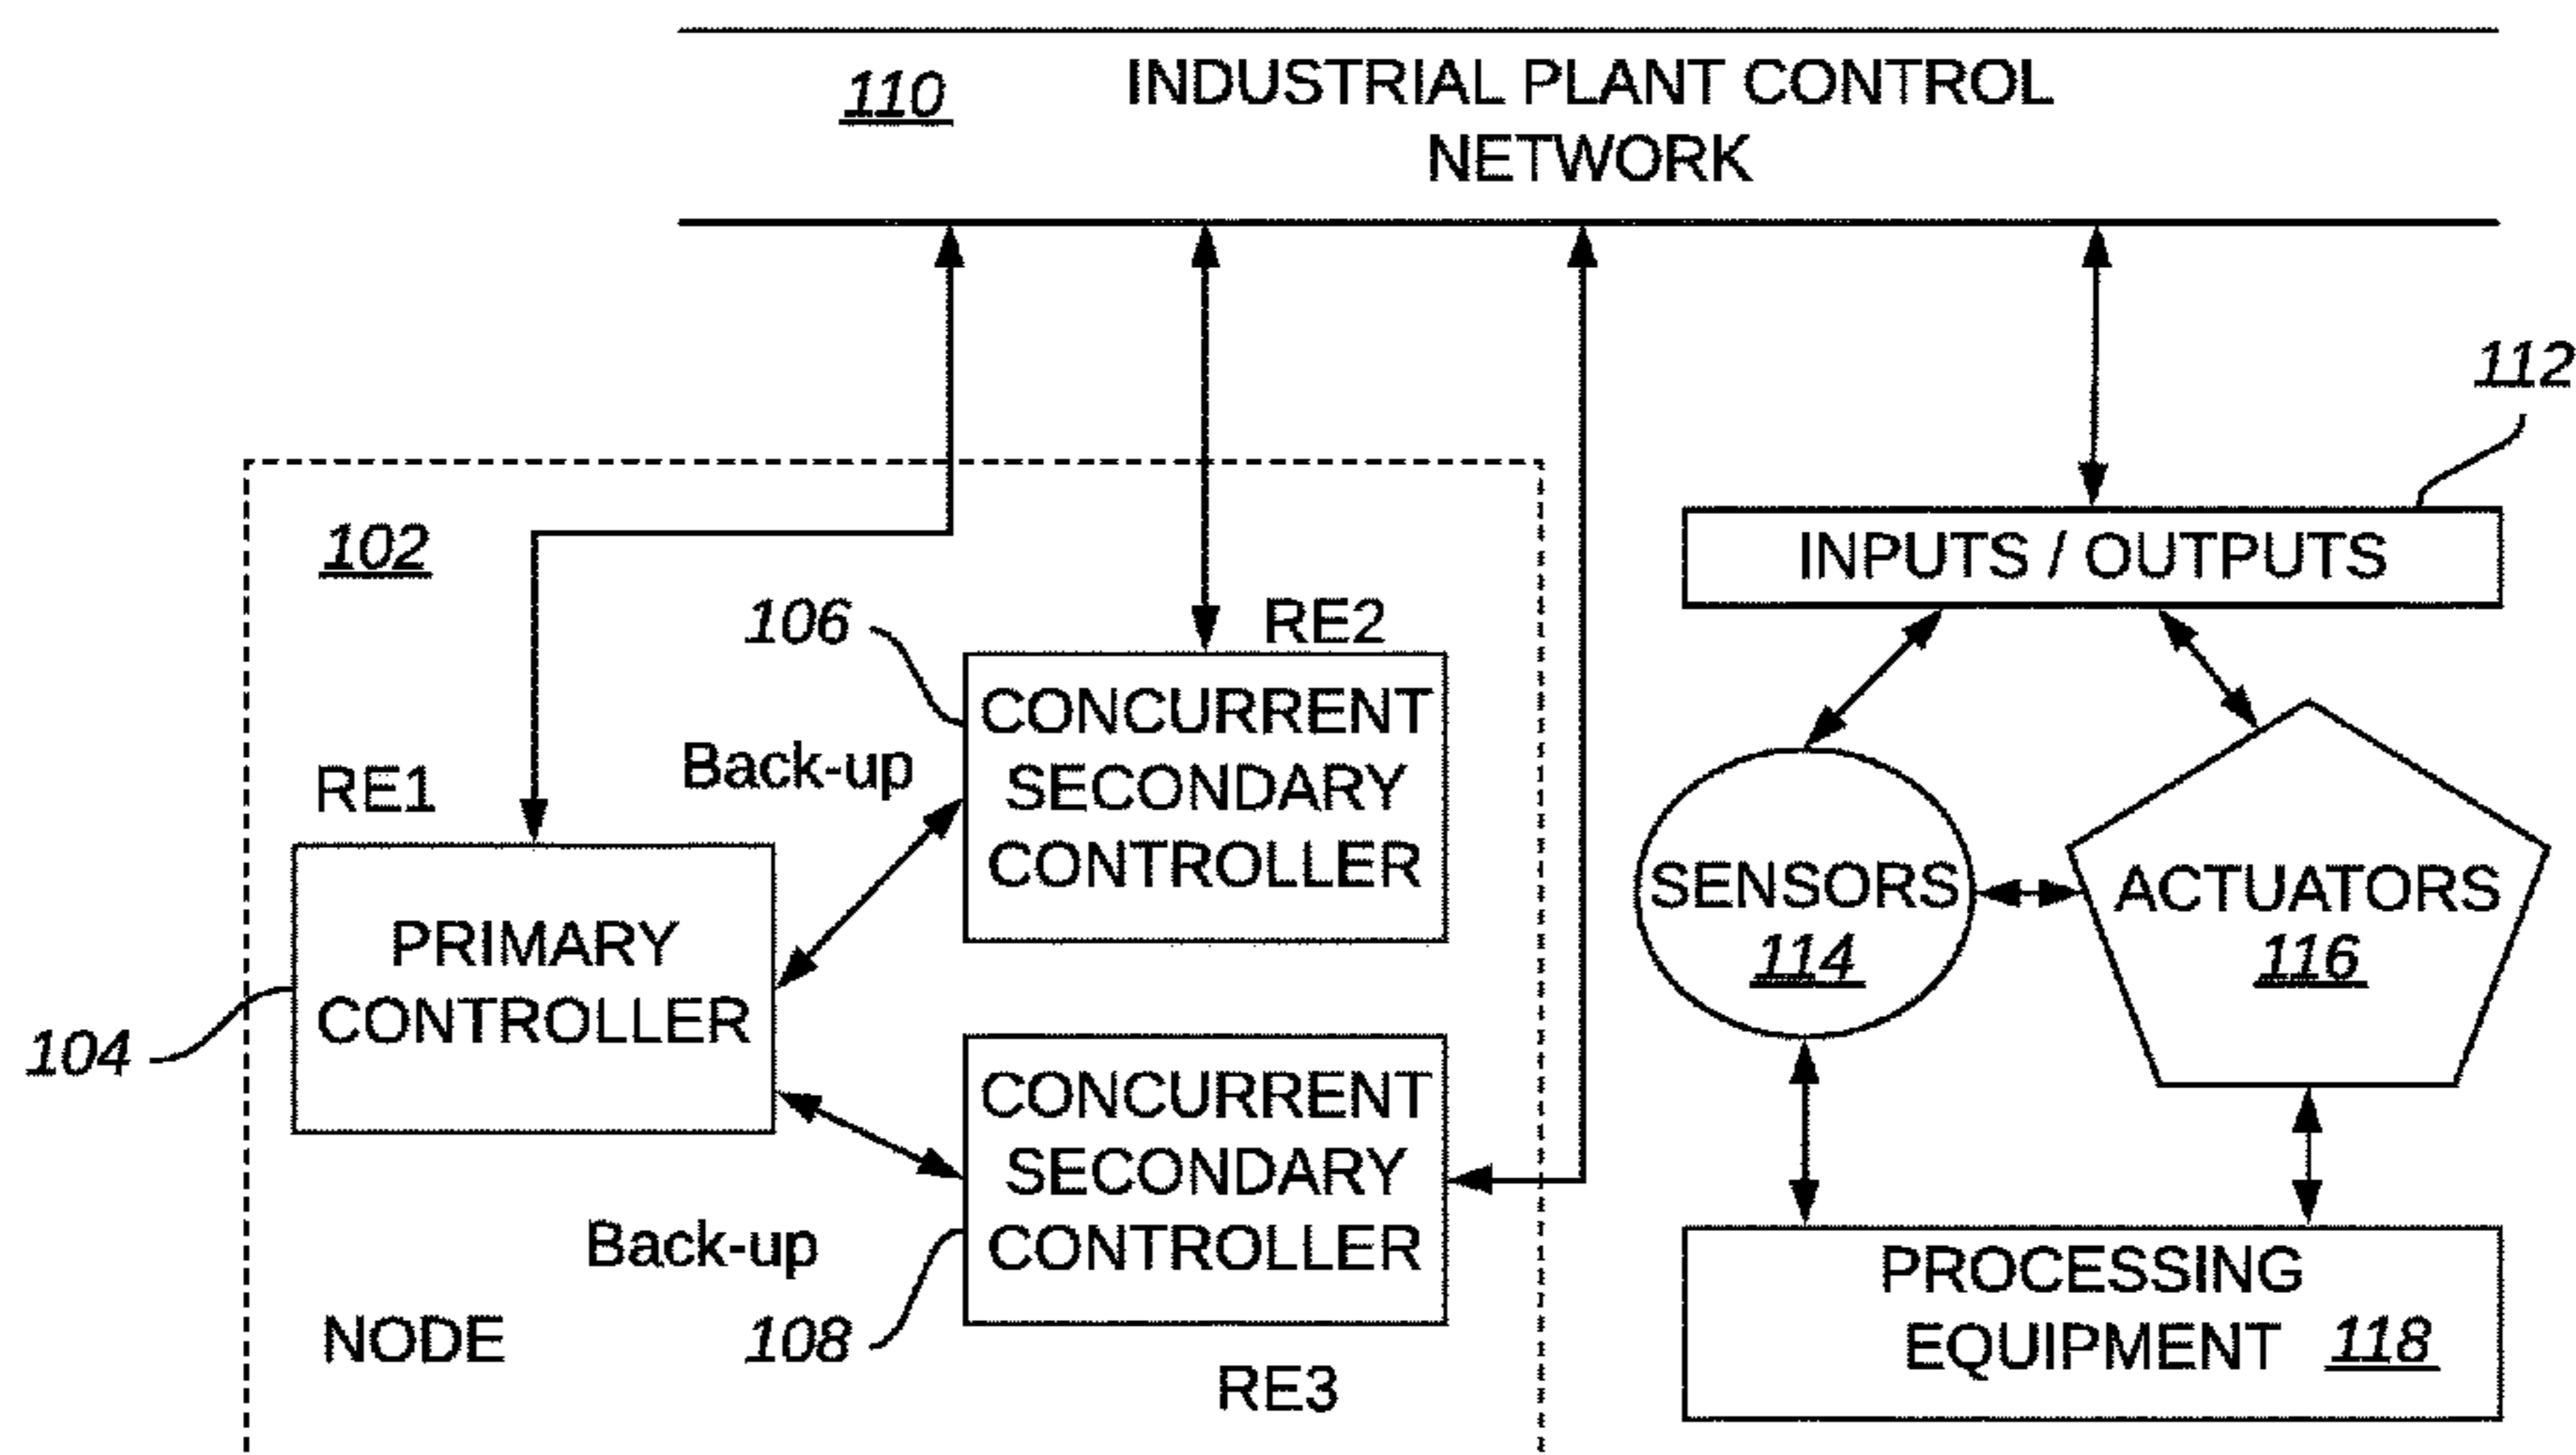 110
INDUSTRIAL PLANT CONTROL
NETWORK
112
102
INPUTS / OUTPUTS
106
RE2
CONCURRENT
SECONDARY
CONTROLLER
Back-up
RE1
PRIMARY
CONTROLLER
104
SENSORS
114
ACTUATORS
116
CONCURRENT
SECONDARY
CONTROLLER
Back-up
108
NODE
RE3
PROCESSING
EQUIPMENT 118